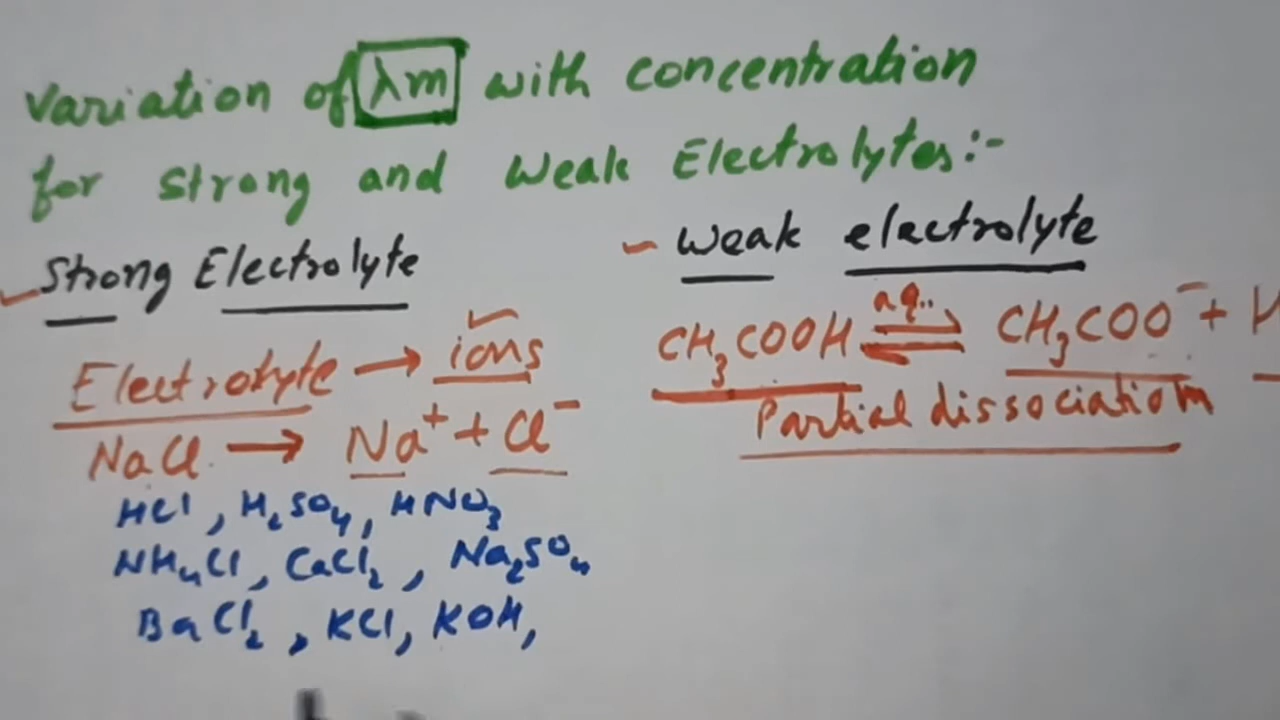 Variation of λm with concentration
for strong and Weak Electrolytes:-
Strong Electrolyte
Electrolyte → ions
NaCl → Na⁺ + Cl⁻
HCl, H₂SO₄, HNO₃
NH₄Cl, CaCl₂, Na₂SO₄
BaCl₂, KCl, KOH,
Weak electrolyte
aq..
CH₃COOH ⇌ CH₃COO⁻ +
Partial dissociation